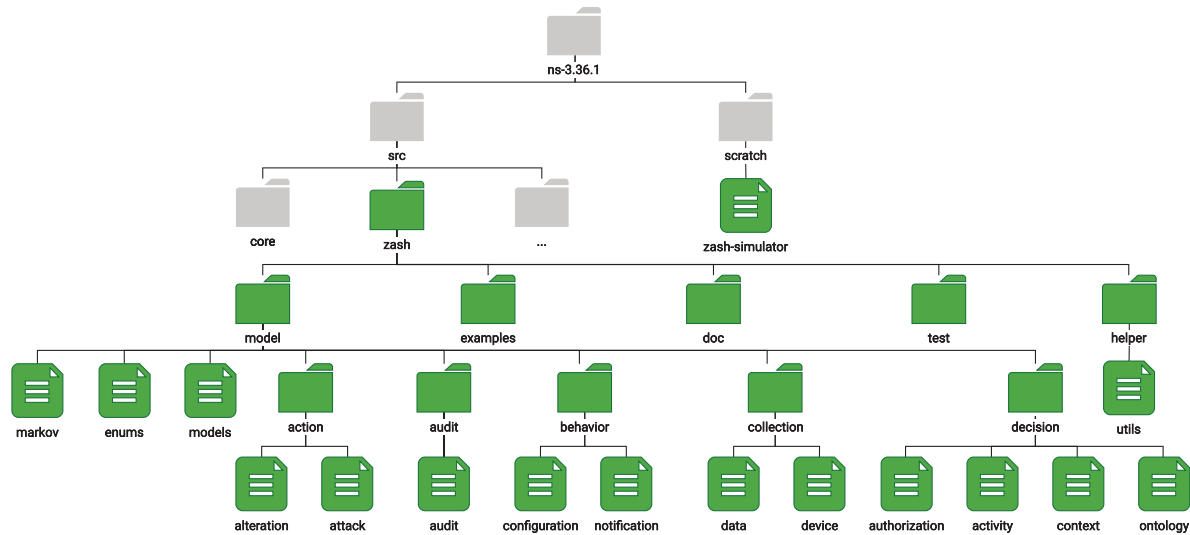 ns-3.36.1
src
scratch
core
zash
...
zash-simulator
model
examples
doc
test
helper
markov
enums
models
action
audit
behavior
collection
decision
utils
alteration
attack
audit
configuration
notification
data
device
authorization
activity
context
ontology